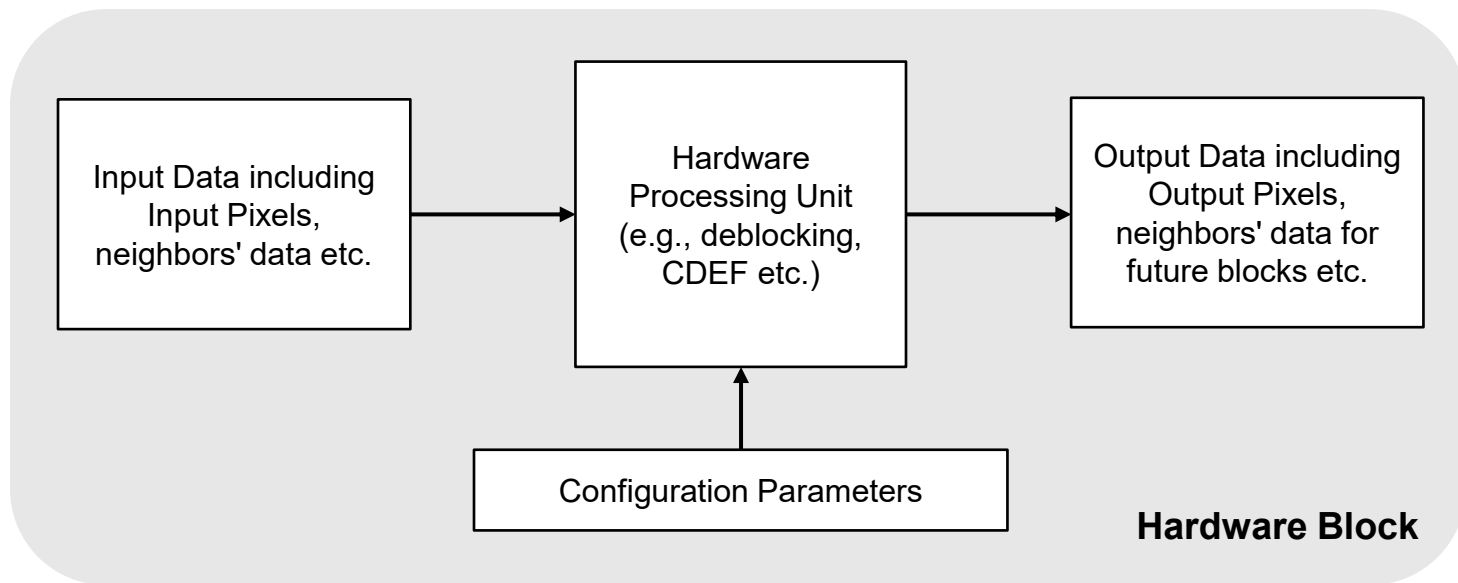 Input Data including
Input Pixels,
neighbors' data etc.
Hardware
Processing Unit
(e.g., deblocking,
CDEF etc.)
Output Data including
Output Pixels,
neighbors' data for
future blocks etc.
Configuration Parameters
Hardware Block